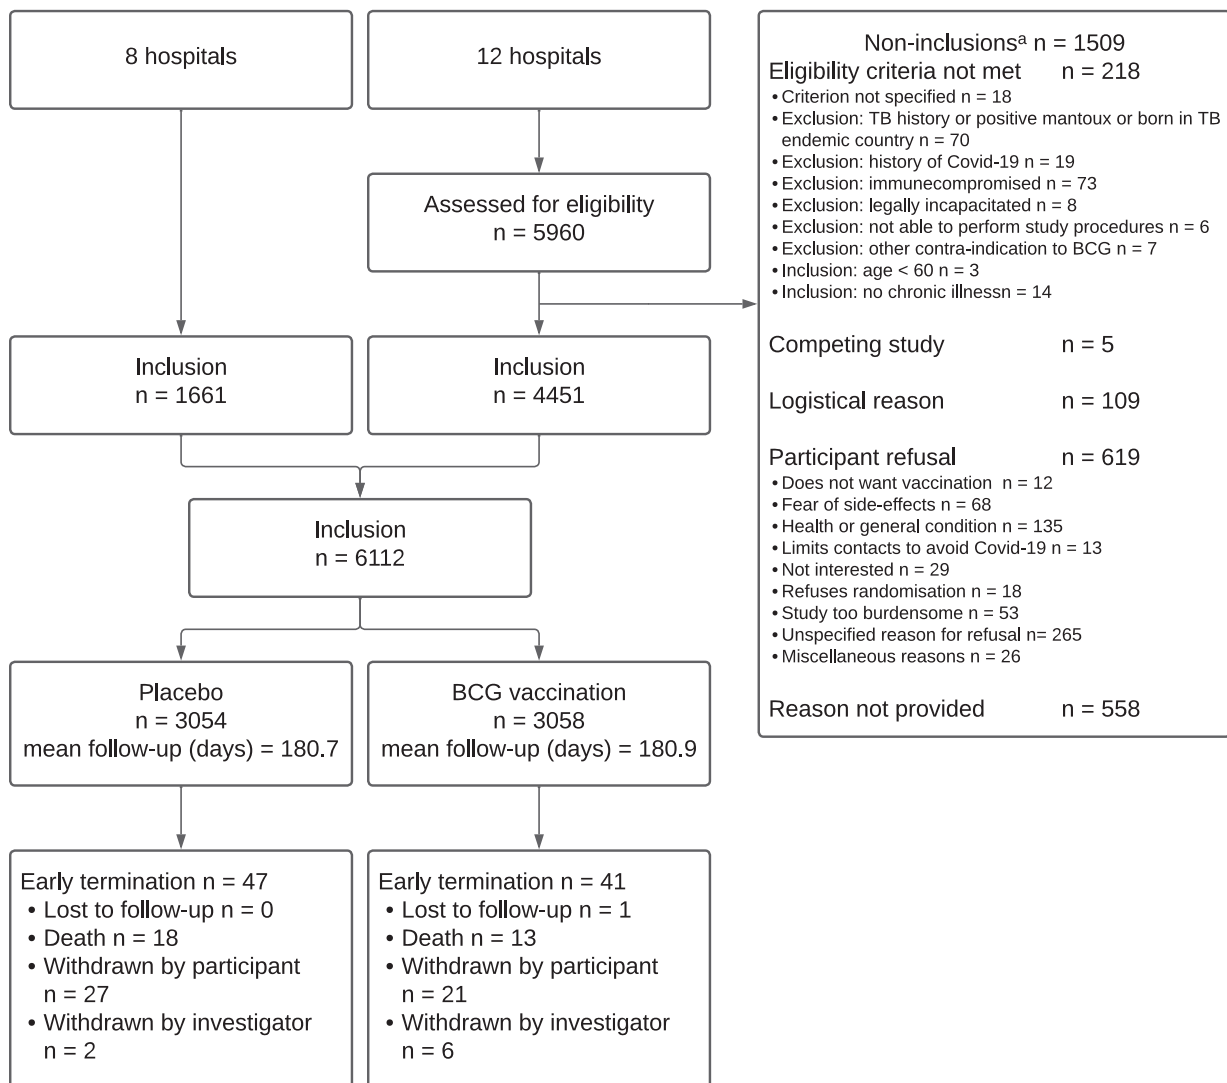 8 hospitals
12 hospitals
Assessed for eligibility
n = 5960
Non-inclusionsª n = 1509
Eligibility criteria not met n = 218
• Criterion not specified n = 18
• Exclusion: TB history or positive mantoux or born in TB
endemic country n = 70
• Exclusion: history of Covid-19 n = 19
• Exclusion: immunecompromised n = 73
• Exclusion: legally incapacitated n = 8
• Exclusion: not able to perform study procedures n = 6
• Exclusion: other contra-indication to BCG n = 7
• Inclusion: age < 60 n = 3
• Inclusion: no chronic illnessn = 14
Competing study n = 5
Logistical reason n = 109
Participant refusal n = 619
• Does not want vaccination n = 12
• Fear of side-effects n = 68
• Health or general condition n = 135
• Limits contacts to avoid Covid-19 n = 13
• Not interested n = 29
• Refuses randomisation n = 18
• Study too burdensome n = 53
• Unspecified reason for refusal n= 265
• Miscellaneous reasons n = 26
Reason not provided n = 558
Inclusion
n = 1661
Inclusion
n = 4451
Inclusion
n = 6112
Placebo
n = 3054
mean follow-up (days) = 180.7
BCG vaccination
n = 3058
mean follow-up (days) = 180.9
Early termination n = 47
• Lost to follow-up n = 0
• Death n = 18
• Withdrawn by participant
n = 27
• Withdrawn by investigator
n = 2
Early termination n = 41
• Lost to follow-up n = 1
• Death n = 13
• Withdrawn by participant
n = 21
• Withdrawn by investigator
n = 6